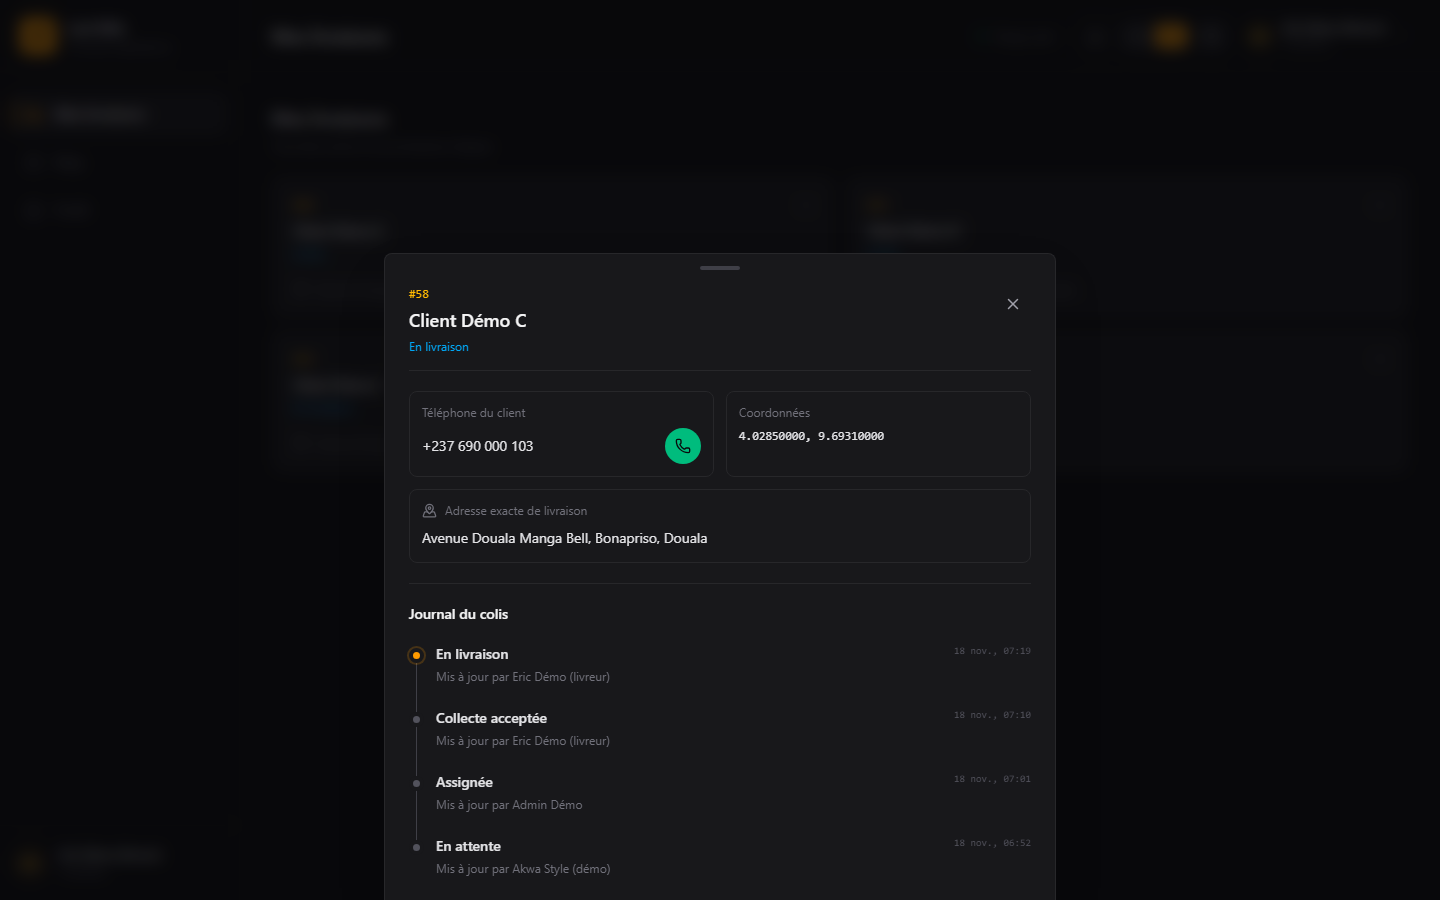 #58
Client Démo C
En livraison
Téléphone du client
+237 690 000 103
Coordonnées
4.02850000, 9.69310000
Adresse exacte de livraison
Avenue Douala Manga Bell, Bonapriso, Douala
Journal du colis
En livraison
18 nov., 07:19
Mis à jour par Eric Démo (livreur)
Collecte acceptée
18 nov., 07:10
Mis à jour par Eric Démo (livreur)
Assignée
18 nov., 07:01
Mis à jour par Admin Démo
En attente
18 nov., 06:52
Mis à jour par Akwa Style (démo)